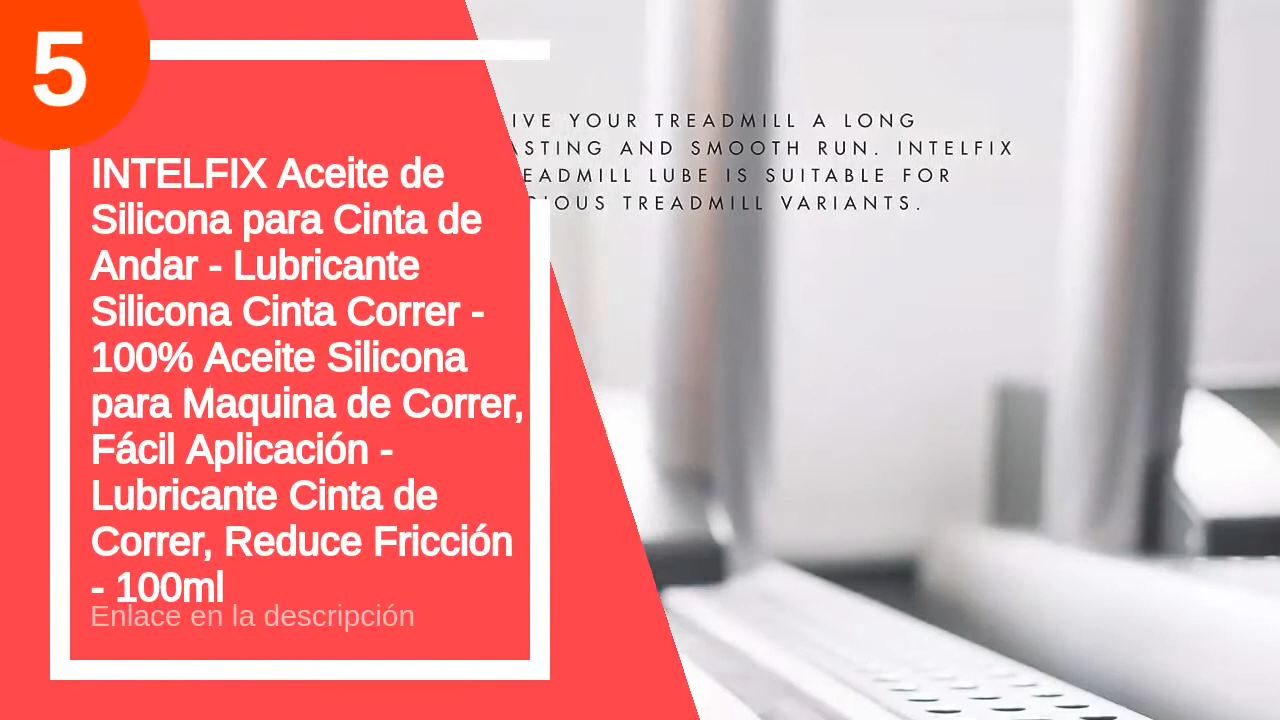 5
INTELFIX Aceite de
Silicona para Cinta de
Andar - Lubricante
Silicona Cinta Correr -
100% Aceite Silicona
para Maquina de Correr,
Fácil Aplicación -
Lubricante Cinta de
Correr, Reduce Fricción
- 100ml
Enlace en la descripción
IVE YOUR TREADMILL A LONG
ASTING AND SMOOTH RUN. INTELFIX
EADMILL LUBE IS SUITABLE FOR
IOUS TREADMILL VARIANTS.